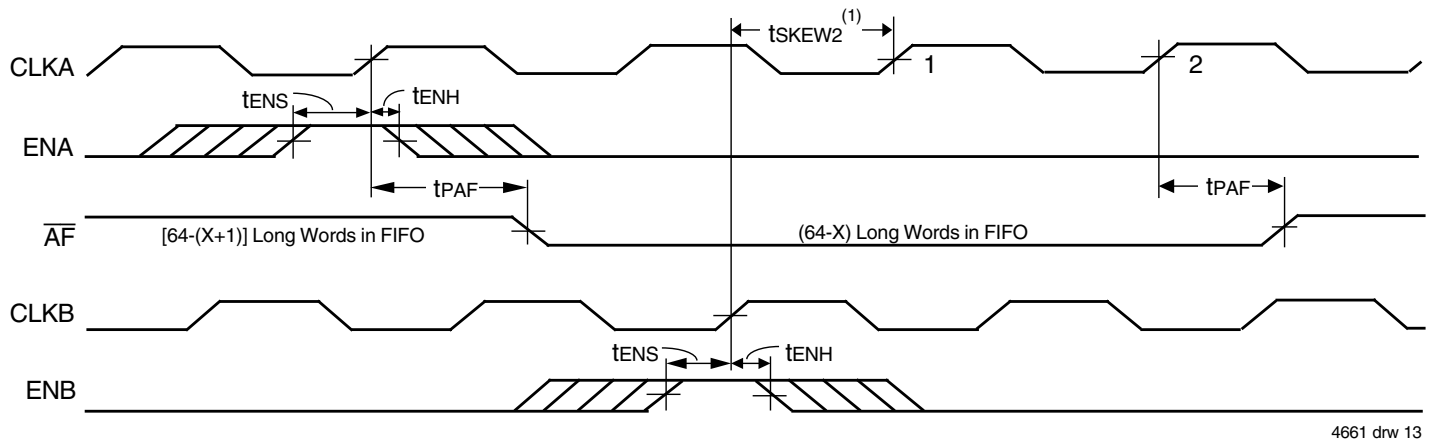 tSKEW2 (1)
CLKA
1
2
tENS
tENH
ENA
tPAF
tPAF
AF
[64-(X+1)] Long Words in FIFO
(64-X) Long Words in FIFO
CLKB
tENS
tENH
ENB
4661 drw 13